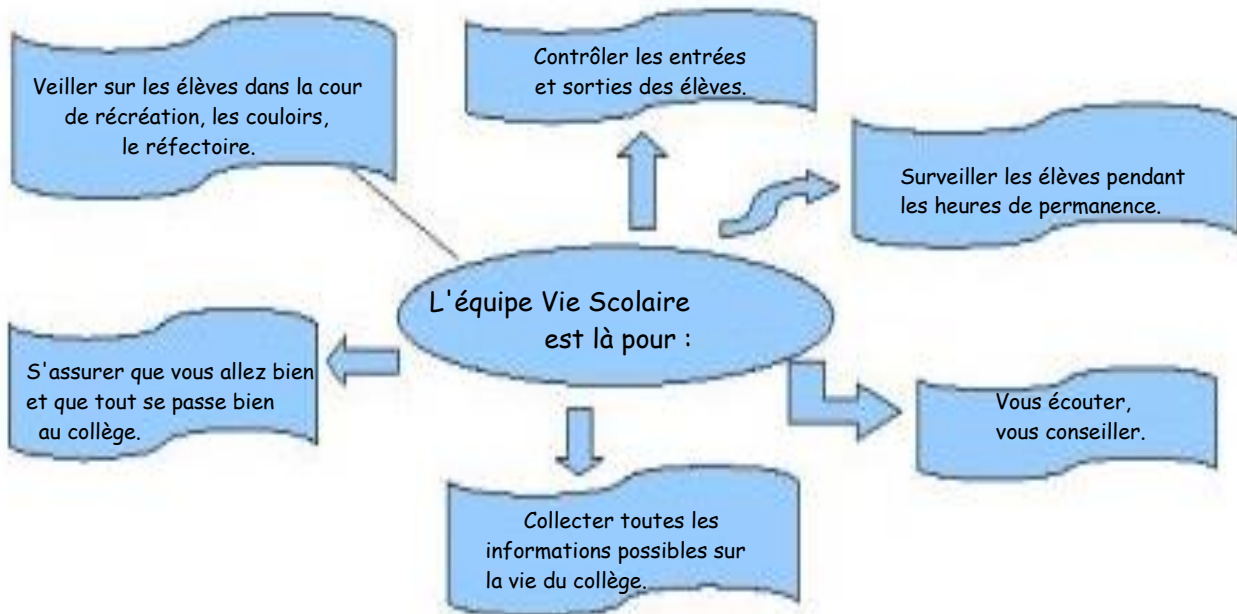 Veiller sur les élèves dans la cour
de récréation, les couloirs,
le réfectoire.
Contrôler les entrées
et sorties des élèves.
Surveiller les élèves pendant
les heures de permanence.
L'équipe Vie Scolaire
est là pour :
S'assurer que vous allez bien
et que tout se passe bien
au collège.
Vous écouter,
vous conseiller.
Collecter toutes les
informations possibles sur
la vie du collège.